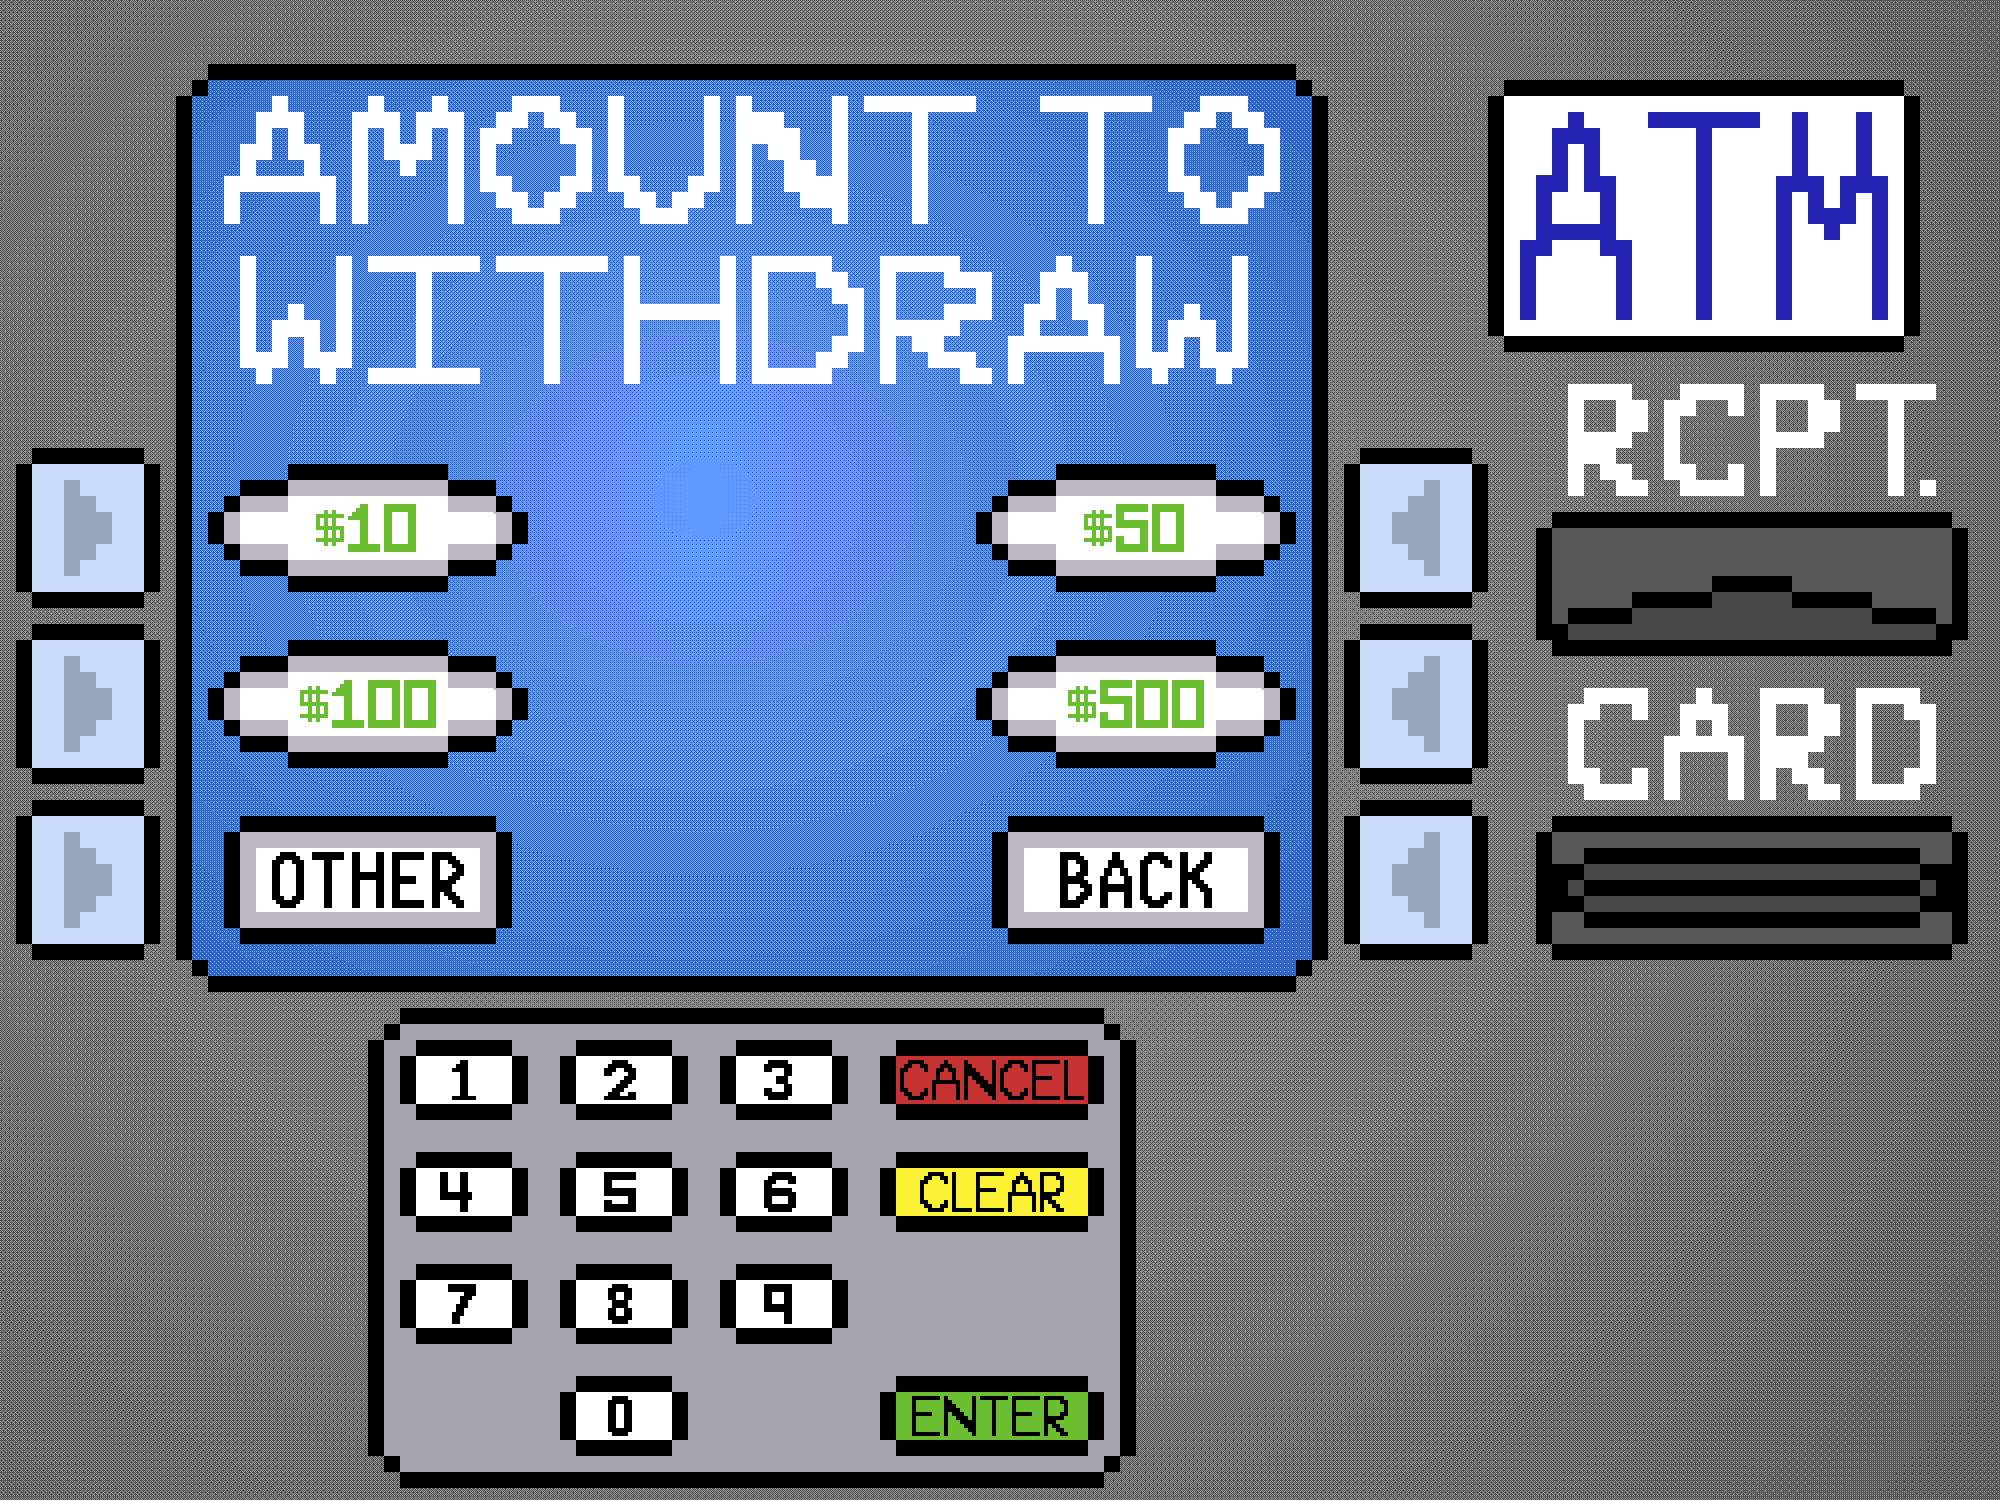 AMOUNT TO
WITHDRAW
$10
$50
$100
$500
OTHER
BACK
ATM
RCPT.
CARD
1 2 3 CANCEL
4 5 6 CLEAR
7 8 9
0 ENTER